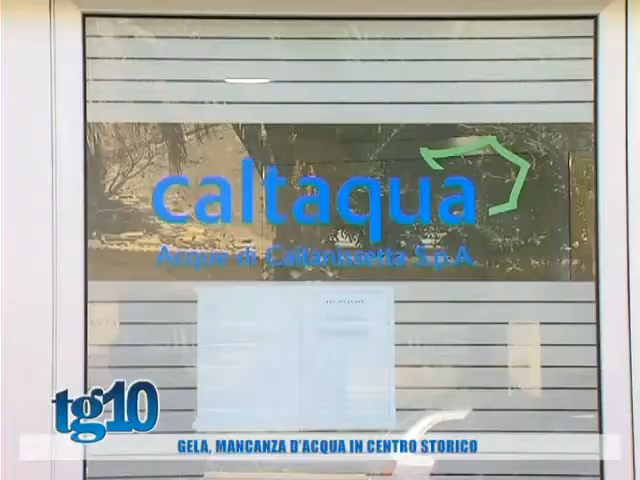 caltaqua
Acque di Caltanissetta S.p.A.
tg10
GELA, MANCANZA D'ACQUA IN CENTRO STORICO